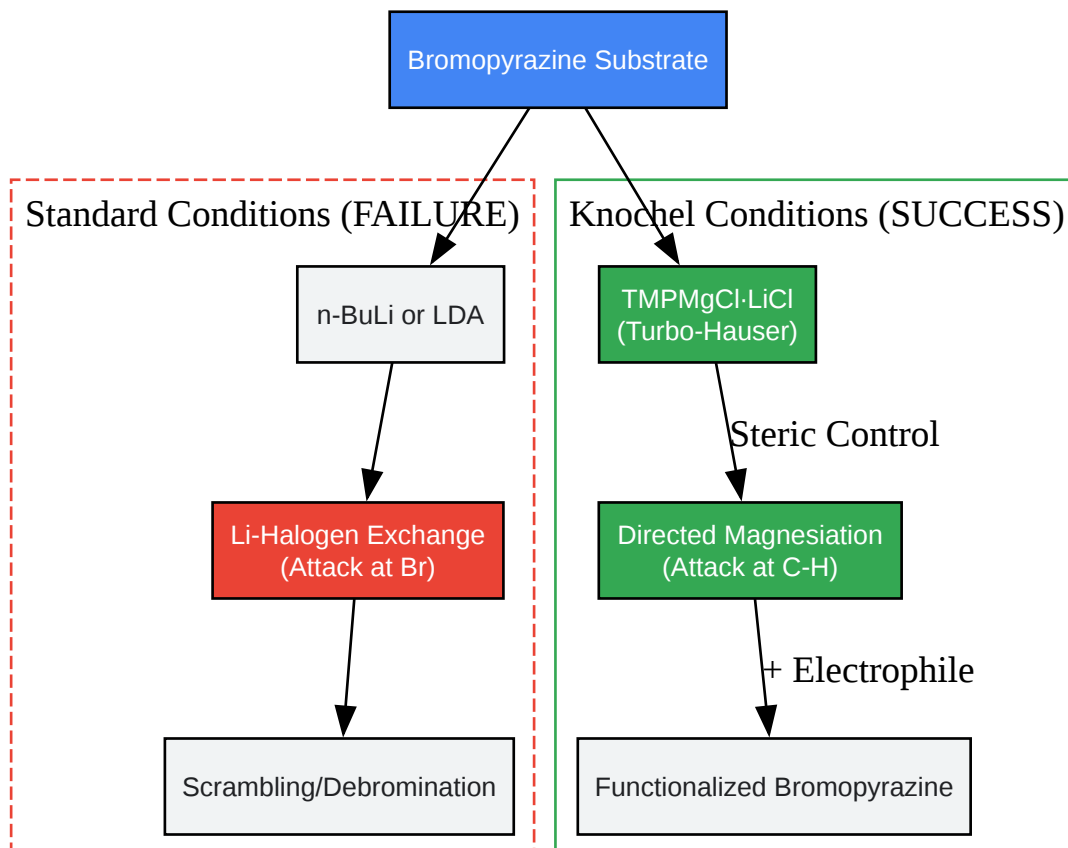 Bromopyrazine Substrate
Standard Conditions (FAILURE)
n-BuLi or LDA
Li-Halogen Exchange
(Attack at Br)
Scrambling/Debromination
Knochel Conditions (SUCCESS)
TMPMgCl·LiCl
(Turbo-Hauser)
Steric Control
Directed Magnesiation
(Attack at C-H)
+ Electrophile
Functionalized Bromopyrazine